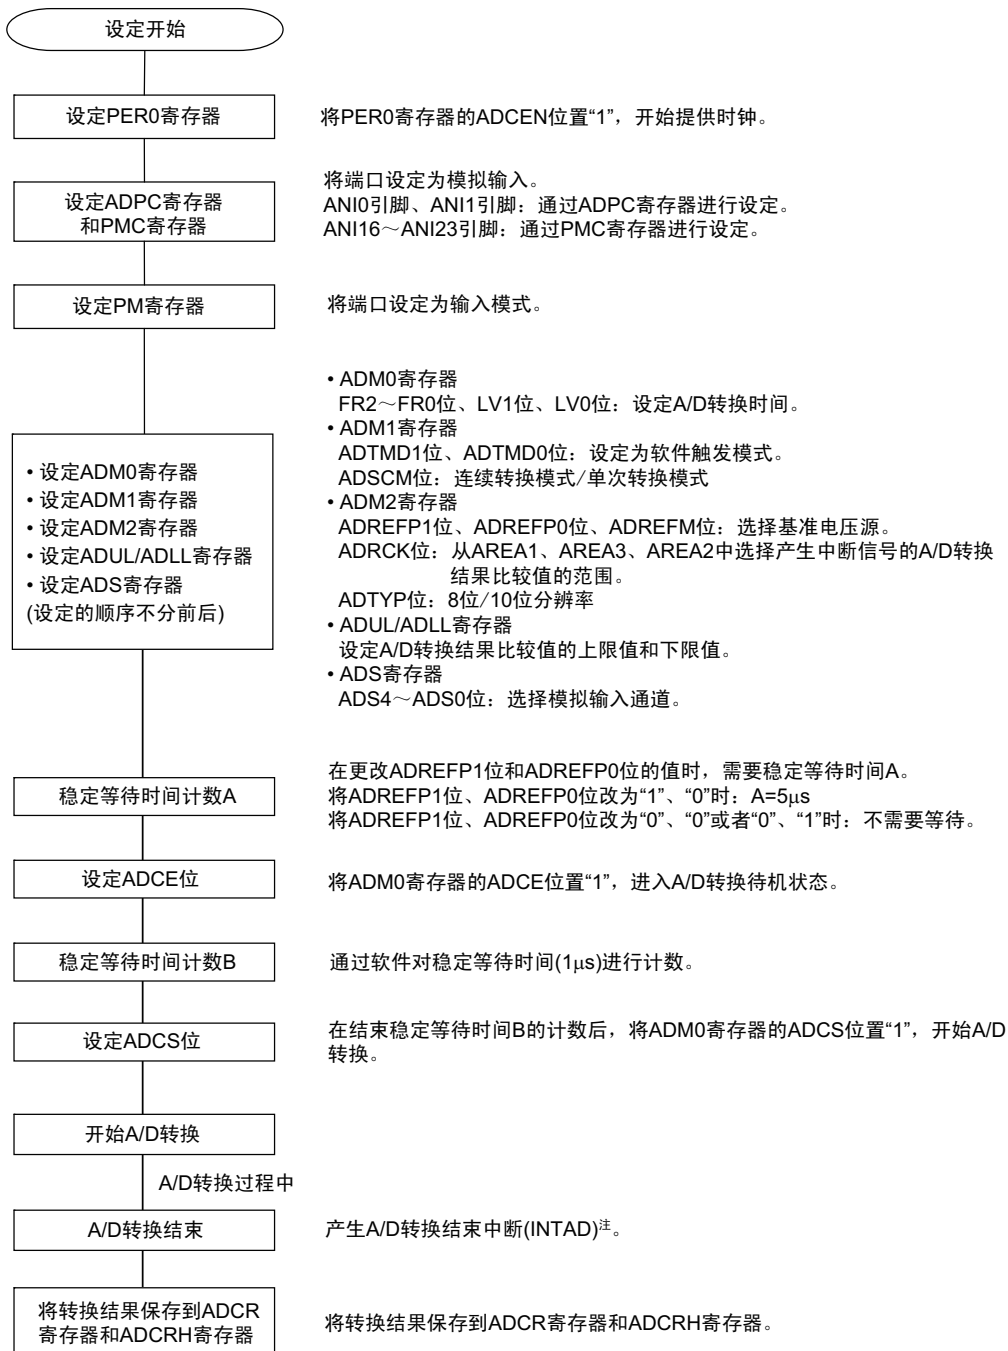 设定开始
设定PER0寄存器
将PER0寄存器的ADCEN位置“1”，开始提供时钟。
设定ADPC寄存器
和PMC寄存器
将端口设定为模拟输入。
ANI0引脚、ANI1引脚：通过ADPC寄存器进行设定。
ANI16～ANI23引脚：通过PMC寄存器进行设定。
设定PM寄存器
将端口设定为输入模式。
• 设定ADM0寄存器
• 设定ADM1寄存器
• 设定ADM2寄存器
• 设定ADUL/ADLL寄存器
• 设定ADS寄存器
(设定的顺序不分前后)
• ADM0寄存器
FR2～FR0位、LV1位、LV0位：设定A/D转换时间。
• ADM1寄存器
ADTMD1位、ADTMD0位：设定为软件触发模式。
ADSCM位：连续转换模式/单次转换模式
• ADM2寄存器
ADREFP1位、ADREFP0位、ADREFM位：选择基准电压源。
ADRCK位：从AREA1、AREA3、AREA2中选择产生中断信号的A/D转换
结果比较值的范围。
ADTYP位：8位/10位分辨率
• ADUL/ADLL寄存器
设定A/D转换结果比较值的上限值和下限值。
• ADS寄存器
ADS4～ADS0位：选择模拟输入通道。
稳定等待时间计数A
在更改ADREFP1位和ADREFP0位的值时，需要稳定等待时间A。
将ADREFP1位、ADREFP0位改为“1”、“0”时：A=5μs
将ADREFP1位、ADREFP0位改为“0”、“0”或者“0”、“1”时：不需要等待。
设定ADCE位
将ADM0寄存器的ADCE位置“1”，进入A/D转换待机状态。
稳定等待时间计数B
通过软件对稳定等待时间(1μs)进行计数。
设定ADCS位
在结束稳定等待时间B的计数后，将ADM0寄存器的ADCS位置“1”，开始A/D
转换。
开始A/D转换
A/D转换过程中
A/D转换结束
产生A/D转换结束中断(INTAD)注。
将转换结果保存到ADCR
寄存器和ADCRH寄存器
将转换结果保存到ADCR寄存器和ADCRH寄存器。